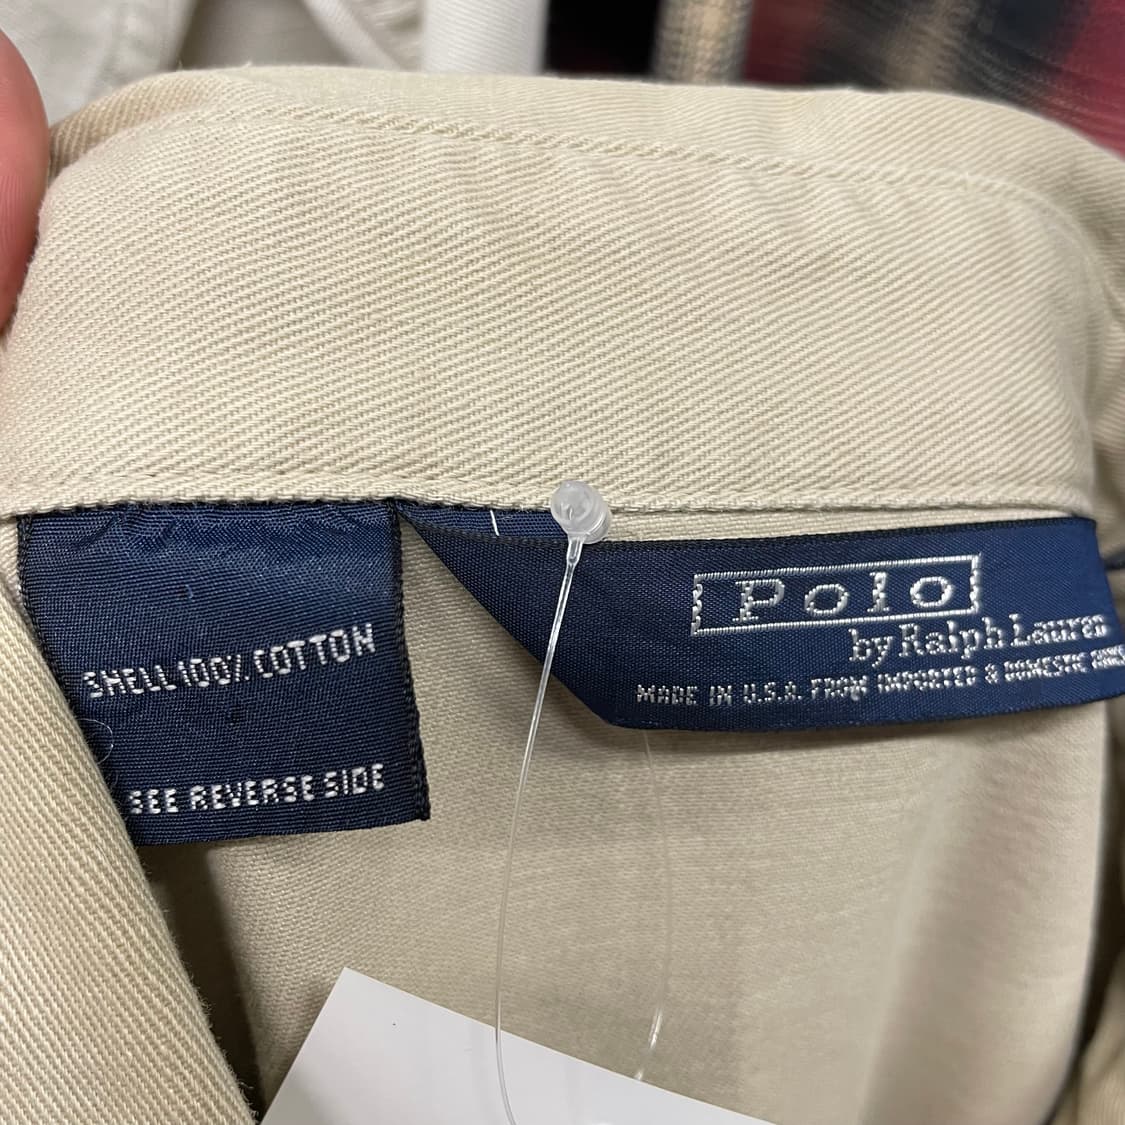 SHELL 100% COTTON
SEE REVERSE SIDE
Polo
by Ralph Lauren
MADE IN U.S.A. FROM IMPORTED & DOMESTIC